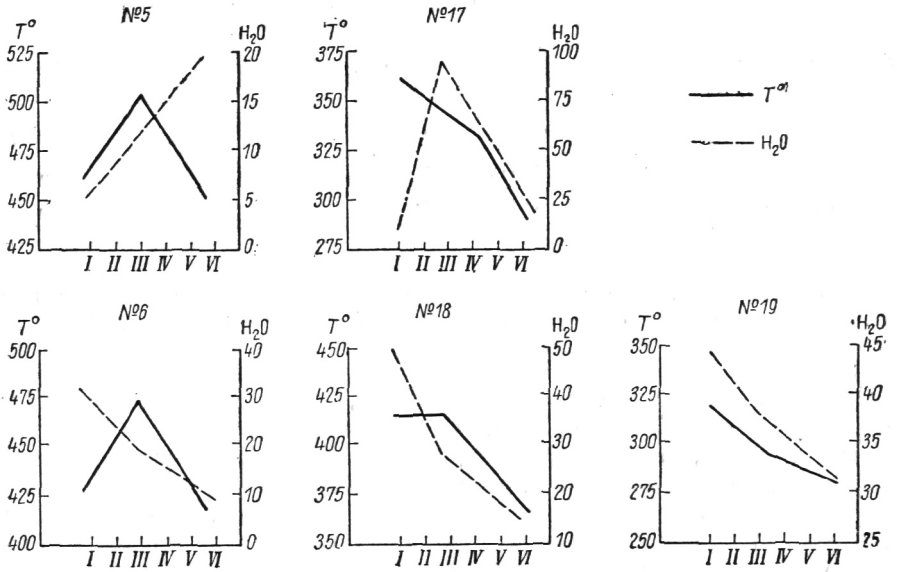 №5
T° H₂O
525 20
500 15
475 10
450 5
425 0
I II III IV V VI
№17
T° H₂O
375 100
350 75
325 50
300 25
275 0
I II III IV V VI
T°
H₂O
№6
T° H₂O
500 40
475 30
450 20
425 10
400 0
I II III IV V VI
№18
T° H₂O
450 50
425 40
400 30
375 20
350 10
I II III IV V VI
№19
T° H₂O
350 45
325 40
300 35
275 30
250 25
I II III IV V VI